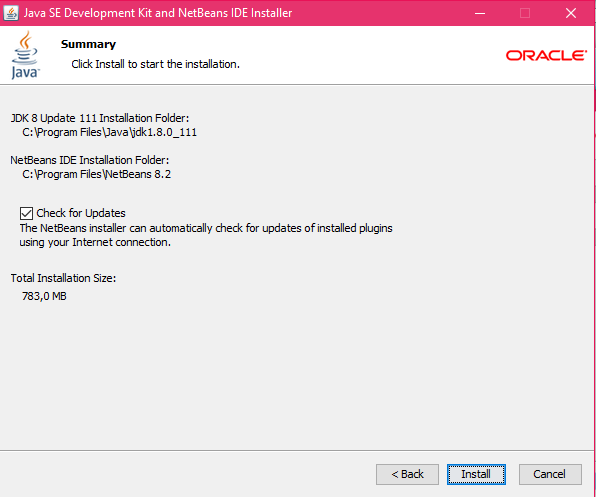 Java SE Development Kit and NetBeans IDE Installer
Java
Summary
Click Install to start the installation.
ORACLE
JDK 8 Update 111 Installation Folder:
C:\Program Files\Java\jdk1.8.0_111
NetBeans IDE Installation Folder:
C:\Program Files\NetBeans 8.2
Check for Updates
The NetBeans installer can automatically check for updates of installed plugins
using your Internet connection.
Total Installation Size:
783,0 MB
< Back
Install
Cancel